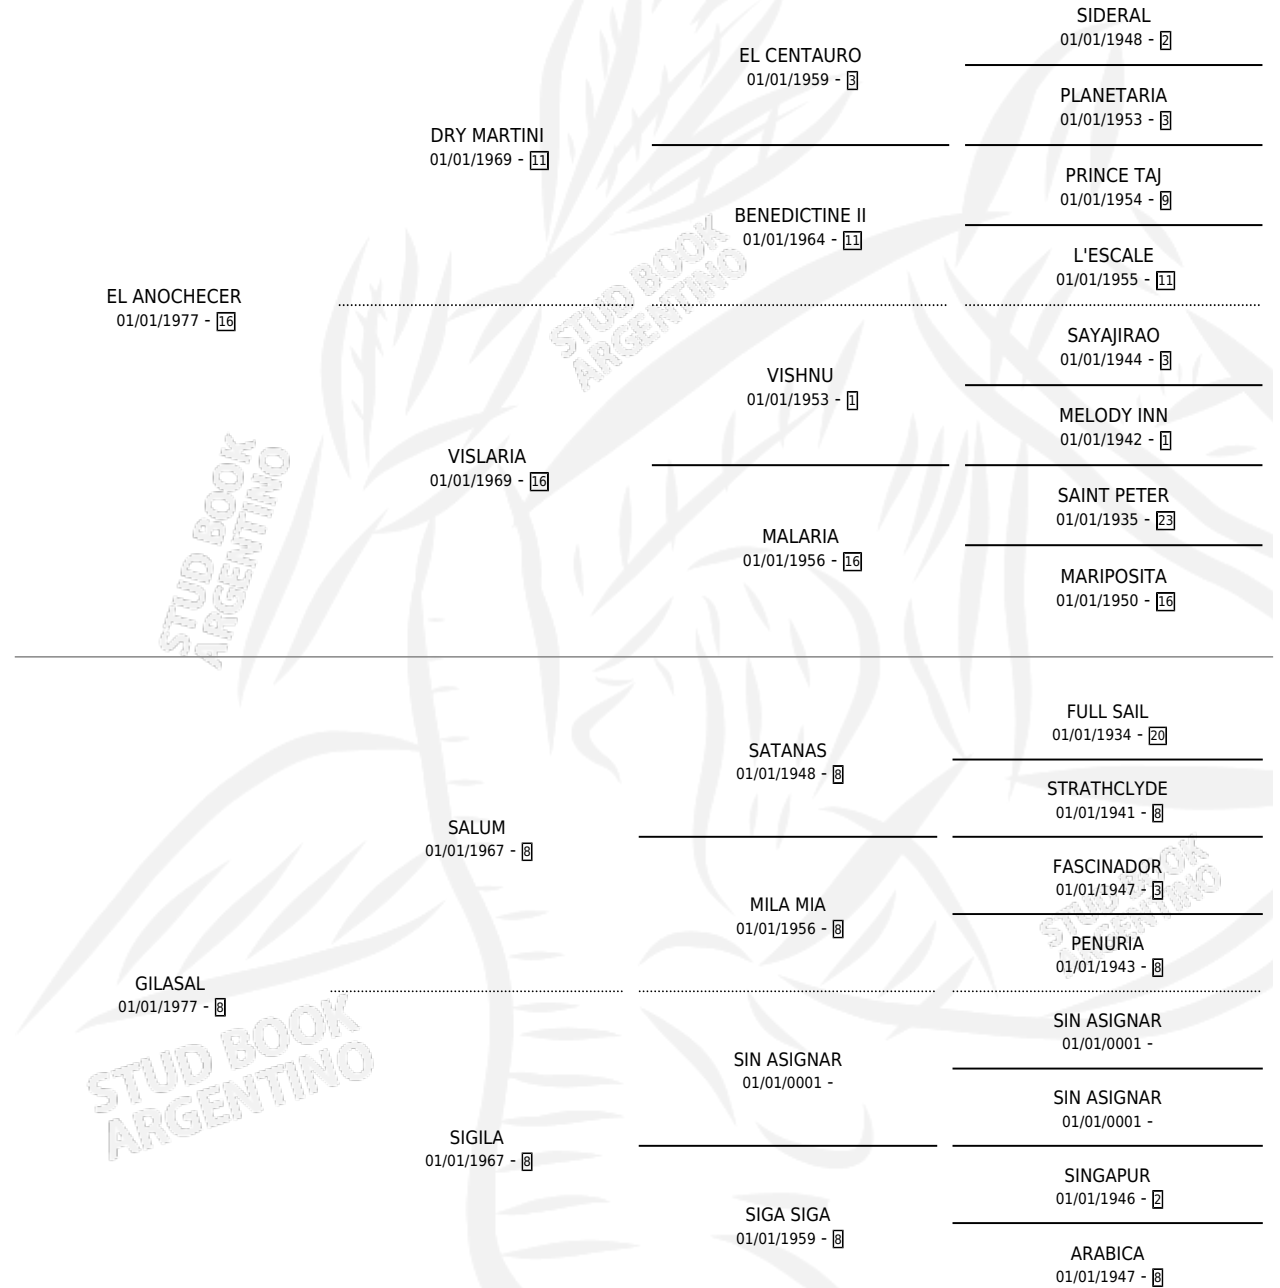 SIDERAL
01/01/1948 - 2
EL CENTAURO
01/01/1959 - 3
PLANETARIA
01/01/1953 - 3
DRY MARTINI
01/01/1969 - 11
PRINCE TAJ
01/01/1954 - 9
BENEDICTINE II
01/01/1964 - 11
L'ESCALE
01/01/1955 - 11
EL ANOCHECER
01/01/1977 - 16
STUD BOOK
ARGENTINO
SAYAJIRAO
01/01/1944 - 3
VISHNU
01/01/1953 - 1
MELODY INN
01/01/1942 - 1
VISLARIA
01/01/1969 - 16
SAINT PETER
01/01/1935 - 23
MALARIA
01/01/1956 - 16
MARIPOSITA
01/01/1950 - 16
STUD BOOK
ARGENTINO
FULL SAIL
01/01/1934 - 20
SATANAS
01/01/1948 - 8
STRATHCLYDE
01/01/1941 - 8
SALUM
01/01/1967 - 8
FASCINADOR
01/01/1947 - 3
MILA MIA
01/01/1956 - 8
PENURIA
01/01/1943 - 8
STUD BOOK
ARGENTINO
GILASAL
01/01/1977 - 8
SIN ASIGNAR
01/01/0001 -
SIN ASIGNAR
01/01/0001 -
SIN ASIGNAR
01/01/0001 -
STUD BOOK
ARGENTINO
SIGILA
01/01/1967 - 8
SINGAPUR
01/01/1946 - 2
SIGA SIGA
01/01/1959 - 8
ARABICA
01/01/1947 - 8